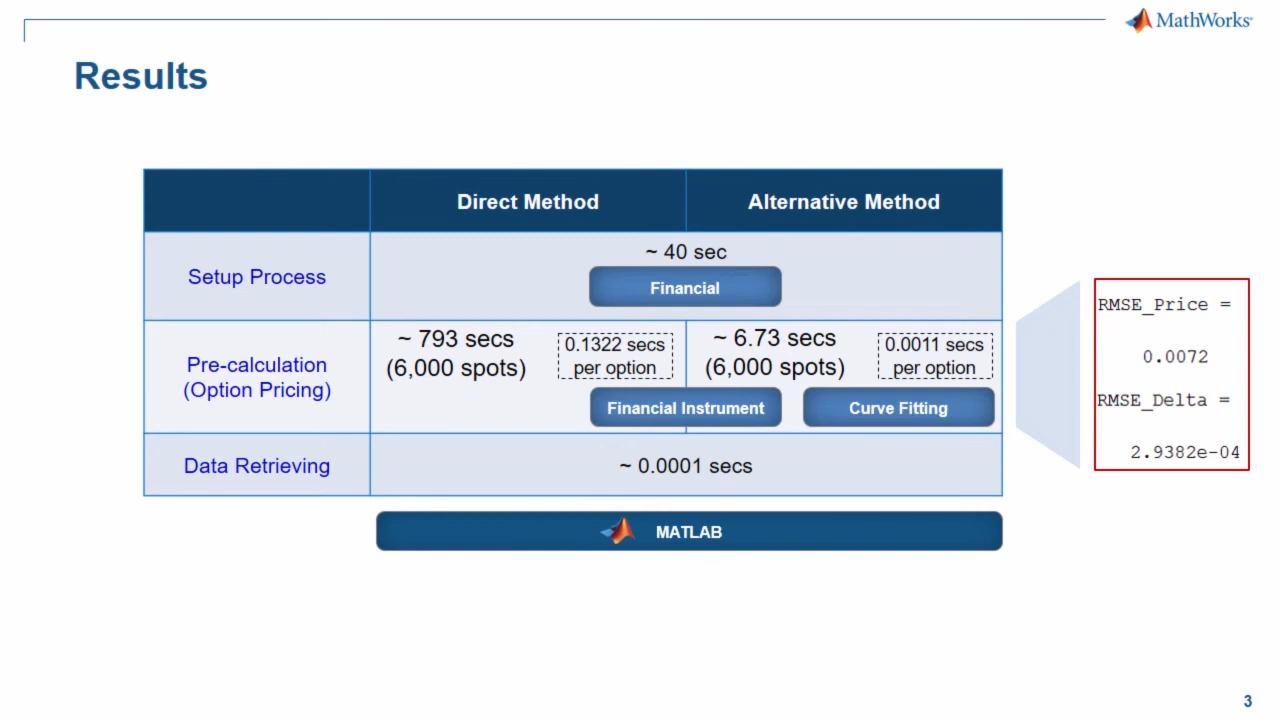 MathWorks
Results
Direct Method
Alternative Method
Setup Process
~ 40 sec
Financial
Pre-calculation
(Option Pricing)
~ 793 secs
(6,000 spots)
0.1322 secs
per option
~ 6.73 secs
(6,000 spots)
0.0011 secs
per option
Financial Instrument
Curve Fitting
Data Retrieving
~ 0.0001 secs
MATLAB
RMSE_Price =
0.0072
RMSE_Delta =
2.9382e-04
3